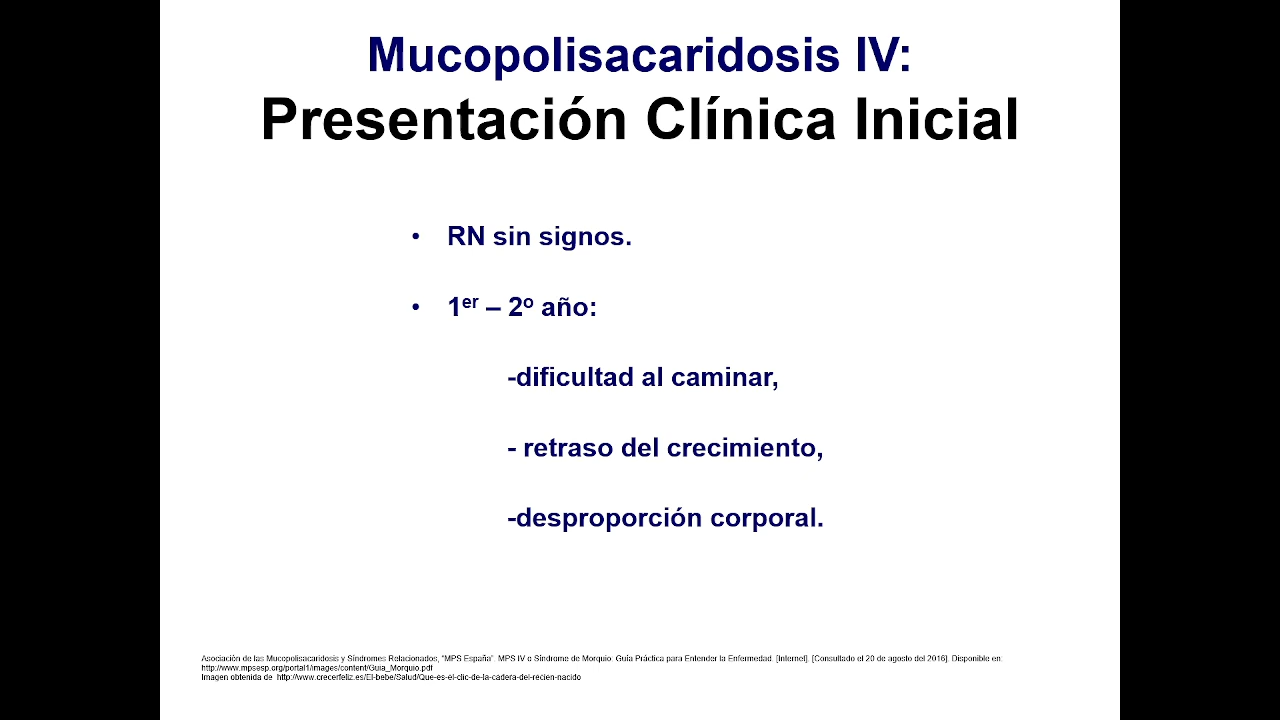 Mucopolisacaridosis IV:
Presentación Clínica Inicial
• RN sin signos.
• 1er – 2o año:
-dificultad al caminar,
- retraso del crecimiento,
-desproporción corporal.
Asociación de las Mucopolisacaridosis y Síndromes Relacionados, "MPS España". MPS IV o Síndrome de Morquio: Guía Práctica para Entender la Enfermedad. [Internet]. [Consultado el 20 de agosto del 2016]. Disponible en:
http://www.mpsesp.org/portal1/images/content/Guia_Morquio.pdf
Imagen obtenida de http://www.crecerfeliz.es/El-bebe/Salud/Que-es-el-clic-de-la-cadera-del-recien-nacido